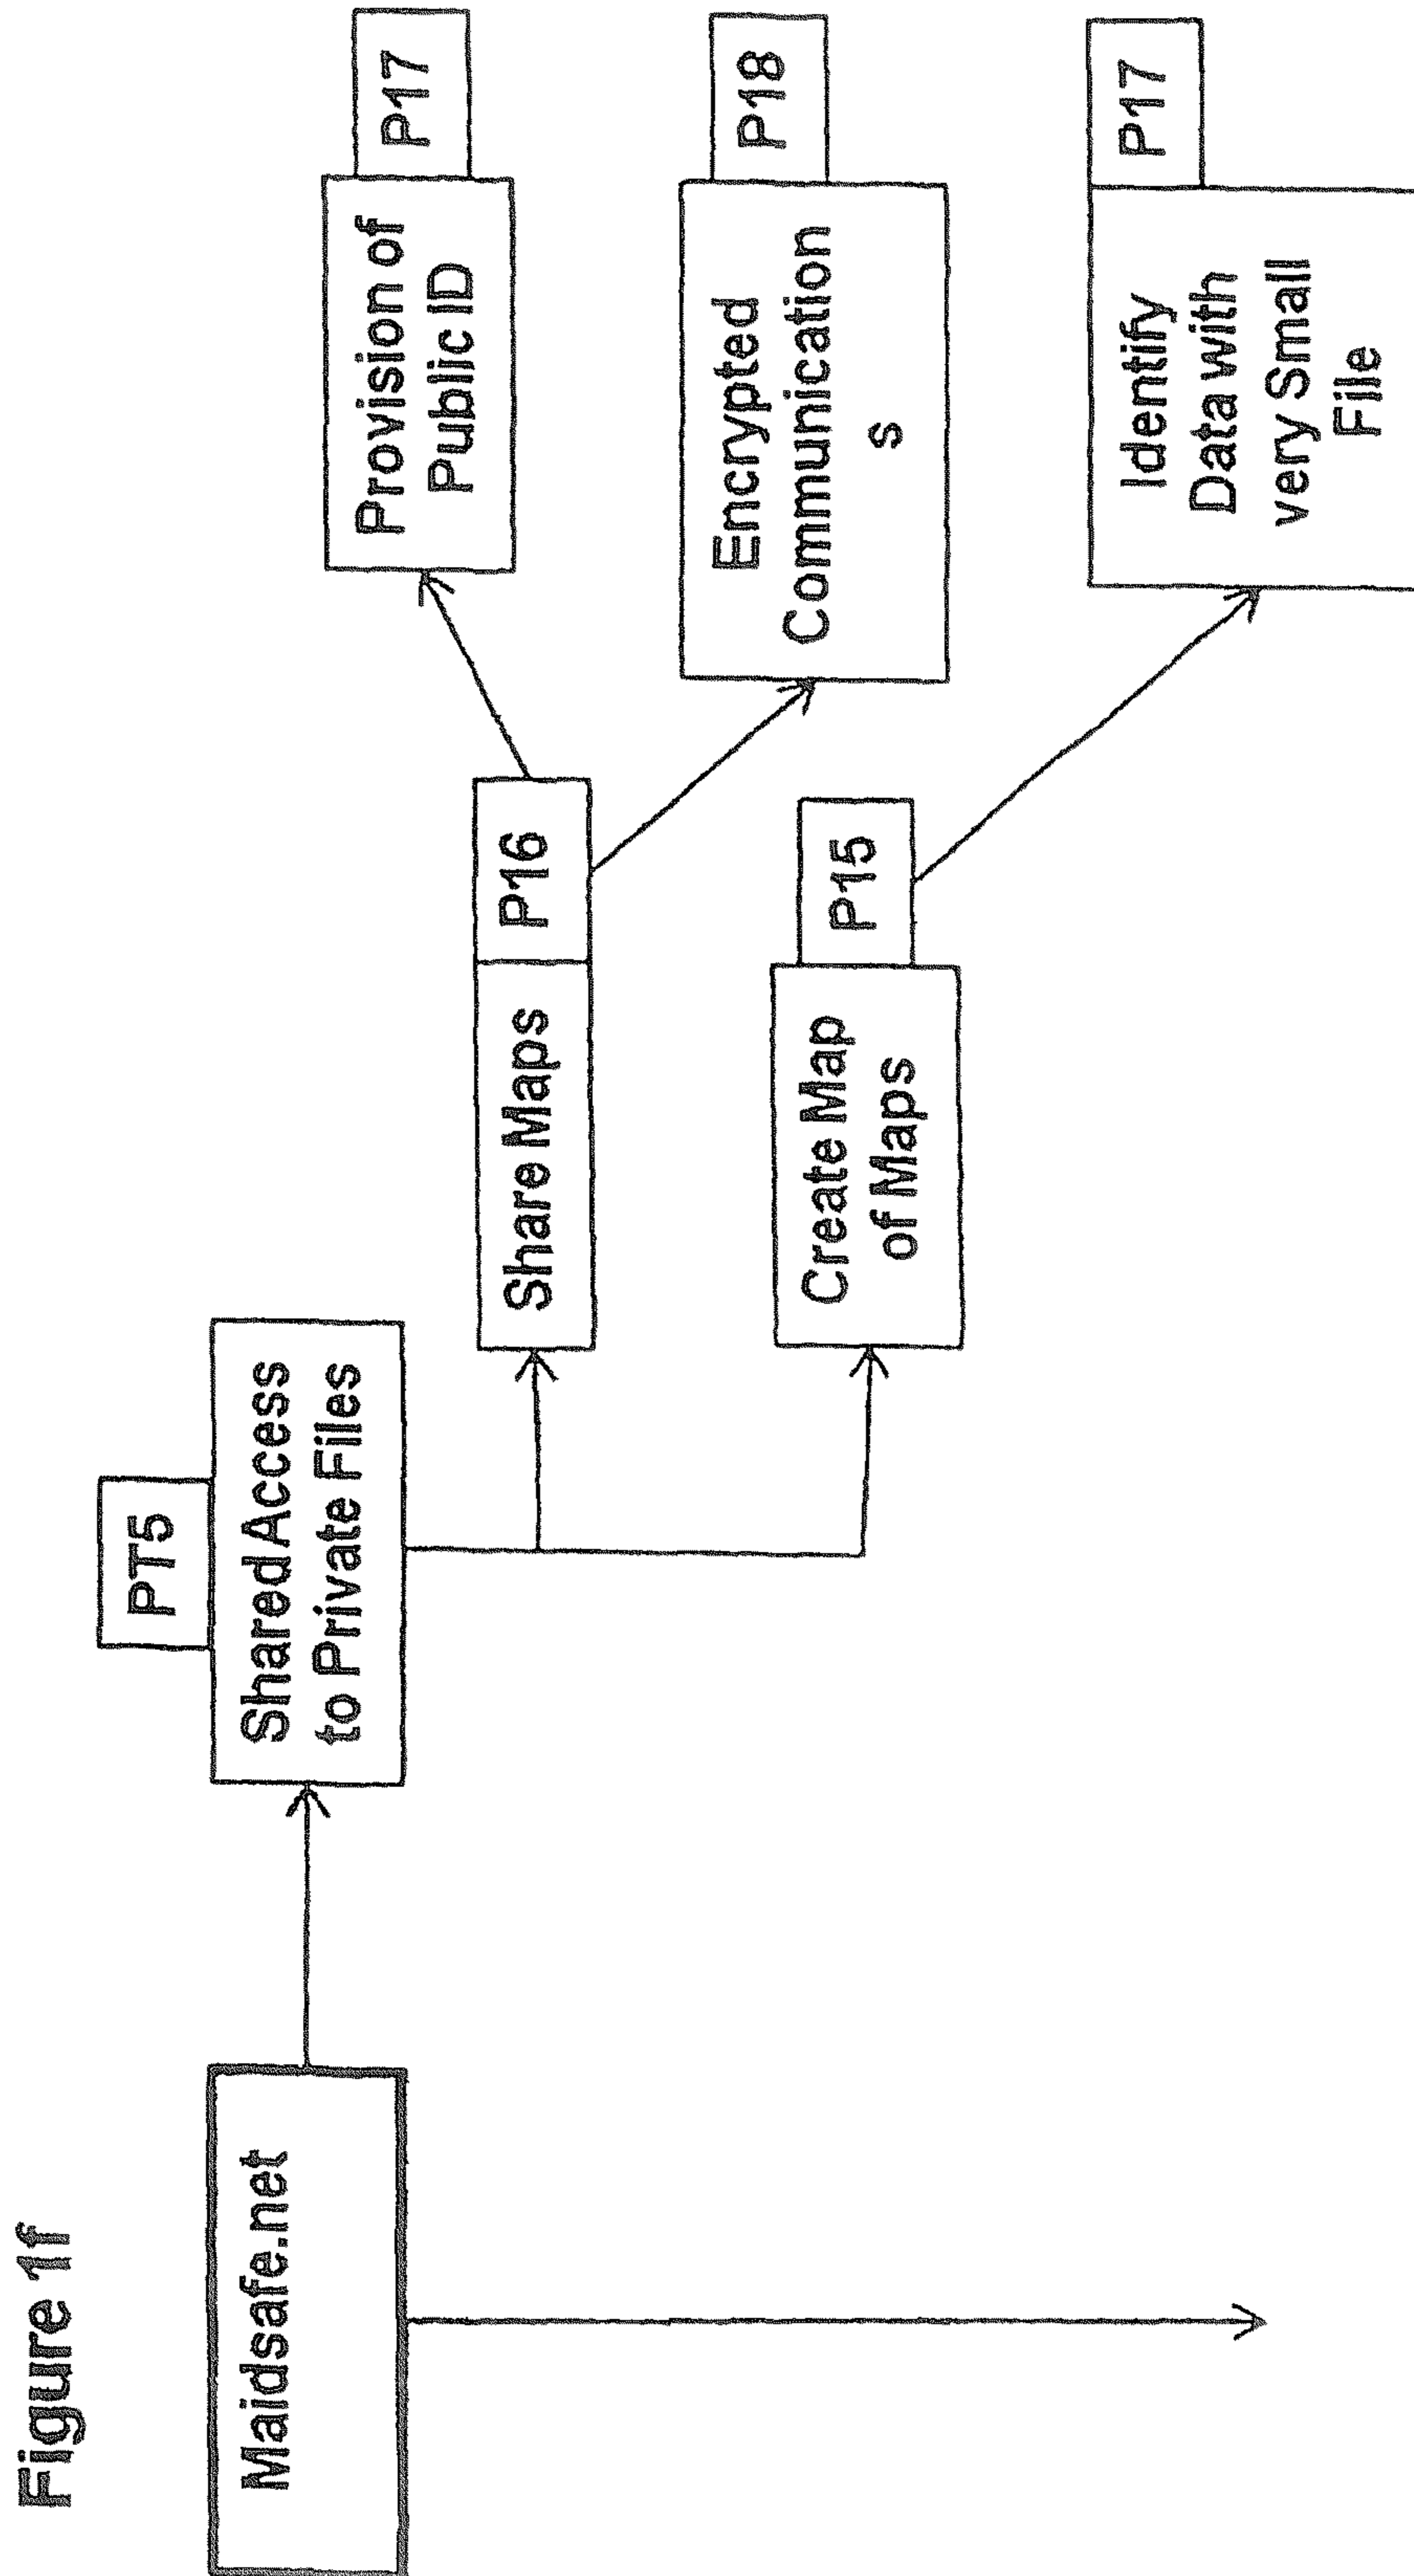 Figure 1f
Maidsafe.net
PT5
Shared Access
to Private Files
Share Maps
P16
Create Map
of Maps
P15
Provision of
Public ID
P17
Encrypted
Communication
s
P18
Identify
Data with
very Small
File
P17